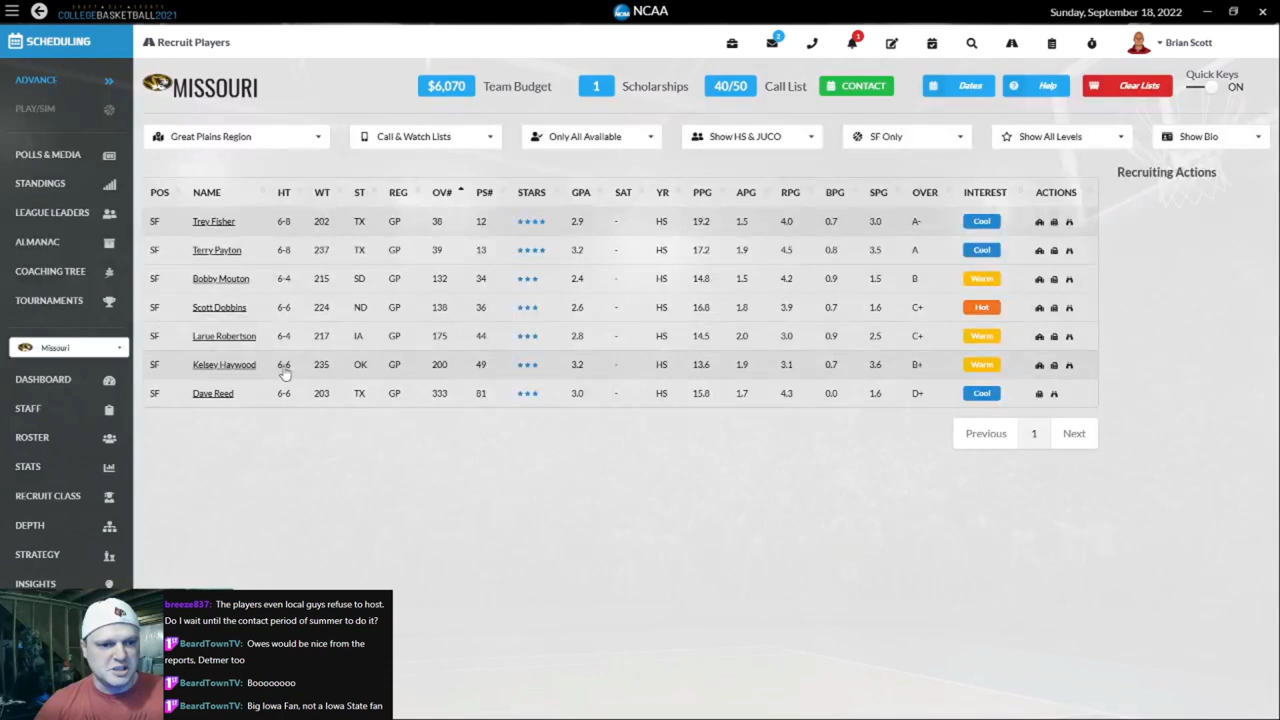 DRAFT DAY SPORTS
COLLEGEBASKETBALL2021
NCAA
Sunday, September 18, 2022
SCHEDULING
Recruit Players
2
1
Brian Scott
ADVANCE
PLAY/SIM
POLLS & MEDIA
STANDINGS
LEAGUE LEADERS
ALMANAC
COACHING TREE
TOURNAMENTS
Missouri
DASHBOARD
STAFF
ROSTER
STATS
RECRUIT CLASS
DEPTH
STRATEGY
INSIGHTS
MISSOURI
$6,070 Team Budget 1 Scholarships 40/50 Call List CONTACT Dates Help Clear Lists Quick Keys ON
Great Plains Region Call & Watch Lists Only All Available Show HS & JUCO SF Only Show All Levels Show Bio
Recruiting Actions
POS NAME HT WT ST REG OV# PS# STARS GPA SAT YR PPG APG RPG BPG SPG OVER INTEREST ACTIONS
SF Trey Fisher 6-8 202 TX GP 38 12 ★★★★ 2.9 - HS 19.2 1.5 4.0 0.7 3.0 A- Cool
SF Terry Payton 6-8 237 TX GP 39 13 ★★★★ 3.2 - HS 17.2 1.9 4.5 0.8 3.5 A Cool
SF Bobby Mouton 6-4 215 SD GP 132 34 ★★★ 2.4 - HS 14.8 1.5 4.2 0.9 1.5 B Warm
SF Scott Dobbins 6-6 224 ND GP 138 36 ★★★ 2.6 - HS 16.8 1.8 3.9 0.7 1.6 C+ Hot
SF Larue Robertson 6-4 217 IA GP 175 44 ★★★ 2.8 - HS 14.5 2.0 3.0 0.9 2.5 C+ Warm
SF Kelsey Haywood 6-6 235 OK GP 200 49 ★★★ 3.2 - HS 13.6 1.9 3.1 0.7 3.6 B+ Warm
SF Dave Reed 6-6 203 TX GP 333 81 ★★★ 3.0 - HS 15.8 1.7 4.3 0.0 1.6 D+ Cool
Previous 1 Next
breeze837: The players even local guys refuse to host.
Do I wait until the contact period of summer to do it?
1st BeardTownTV: Owes would be nice from the
reports, Detmer too
1st BeardTownTV: Boooooooo
1st BeardTownTV: Big Iowa Fan, not a Iowa State fan